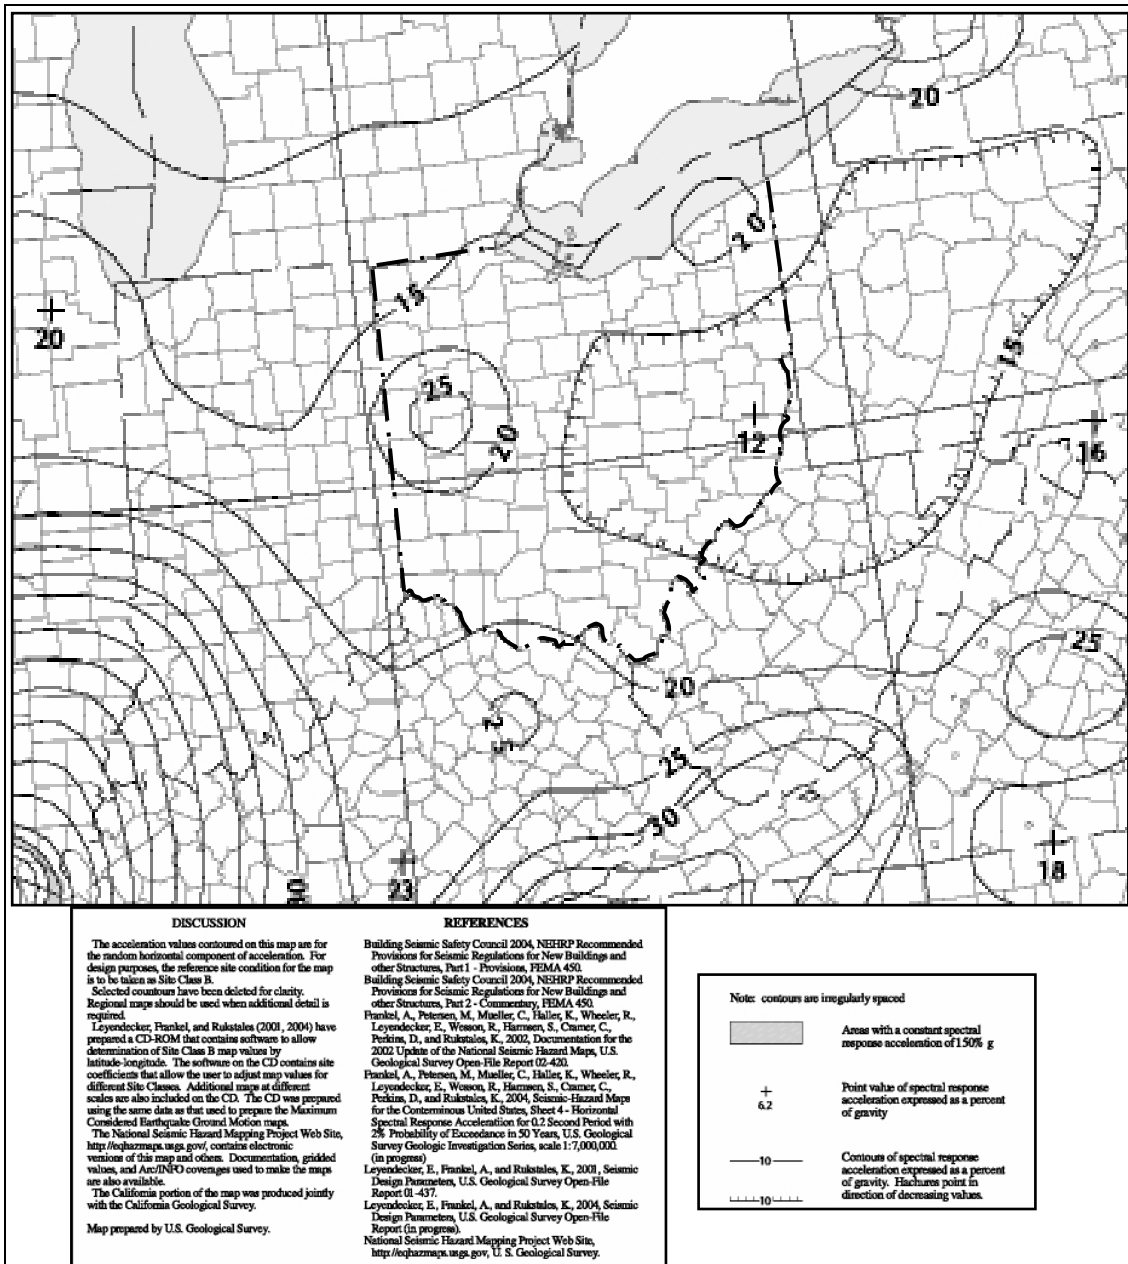 20
20
15
15
20
25
20
12
16
25
20
25
25
30
18
10
23
DISCUSSION
The acceleration values contoured on this map are for
the random horizontal component of acceleration. For
design purposes, the reference site condition for the map
is to be taken as Site Class B.
Selected countours have been deleted for clarity.
Regional maps should be used when additional detail is
required.
Leyendecker, Frankel, and Rukstales (2001, 2004) have
prepared a CD-ROM that contains software to allow
determination of Site Class B map values by
latitude-longitude. The software on the CD contains site
coefficients that allow the user to adjust map values for
different Site Classes. Additional maps at different
scales are also included on the CD. The CD was prepared
using the same data as that used to prepare the Maximum
Considered Earthquake Ground Motion maps.
The National Seismic Hazard Mapping Project Web Site,
http://eqhazmaps.usgs.gov/, contains electronic
versions of this map and others. Documentation, gridded
values, and Arc/INFO coverages used to make the maps
are also available.
The California portion of the map was produced jointly
with the California Geological Survey.
Map prepared by U.S. Geological Survey.
REFERENCES
Building Seismic Safety Council 2004, NEHRP Recommended
Provisions for Seismic Regulations for New Buildings and
other Structures, Part 1 - Provisions, FEMA 450.
Building Seismic Safety Council 2004, NEHRP Recommended
Provisions for Seismic Regulations for New Buildings and
other Structures, Part 2 - Commentary, FEMA 450.
Frankel, A., Petersen, M., Mueller, C., Haller, K., Wheeler, R.,
Leyendecker, E., Wesson, R., Harmsen, S., Cramer, C.,
Perkins, D., and Rukstales, K., 2002, Documentation for the
2002 Update of the National Seismic Hazard Maps, U.S.
Geological Survey Open-File Report 02-420.
Frankel, A., Petersen, M., Mueller, C., Haller, K., Wheeler, R.,
Leyendecker, E., Wesson, R., Harmsen, S., Cramer, C.,
Perkins, D., and Rukstales, K., 2004, Seismic-Hazard Maps
for the Conterminous United States, Sheet 4 - Horizontal
Spectral Response Acceleration for 0.2 Second Period with
2% Probability of Exceedance in 50 Years, U.S. Geological
Survey Geologic Investigation Series, scale 1:7,000,000.
(in progress)
Leyendecker, E., Frankel, A., and Rukstales, K., 2001, Seismic
Design Parameters, U.S. Geological Survey Open-File
Report 01-437.
Leyendecker, E., Frankel, A., and Rukstales, K., 2004, Seismic
Design Parameters, U.S. Geological Survey Open-File
Report (in progress).
National Seismic Hazard Mapping Project Web Site,
http://eqhazmaps.usgs.gov, U. S. Geological Survey.
Note: contours are irregularly spaced
Areas with a constant spectral
response acceleration of 150% g
6.2
Point value of spectral response
acceleration expressed as a percent
of gravity
10
Contours of spectral response
acceleration expressed as a percent
of gravity. Hachures point in
direction of decreasing values.
10